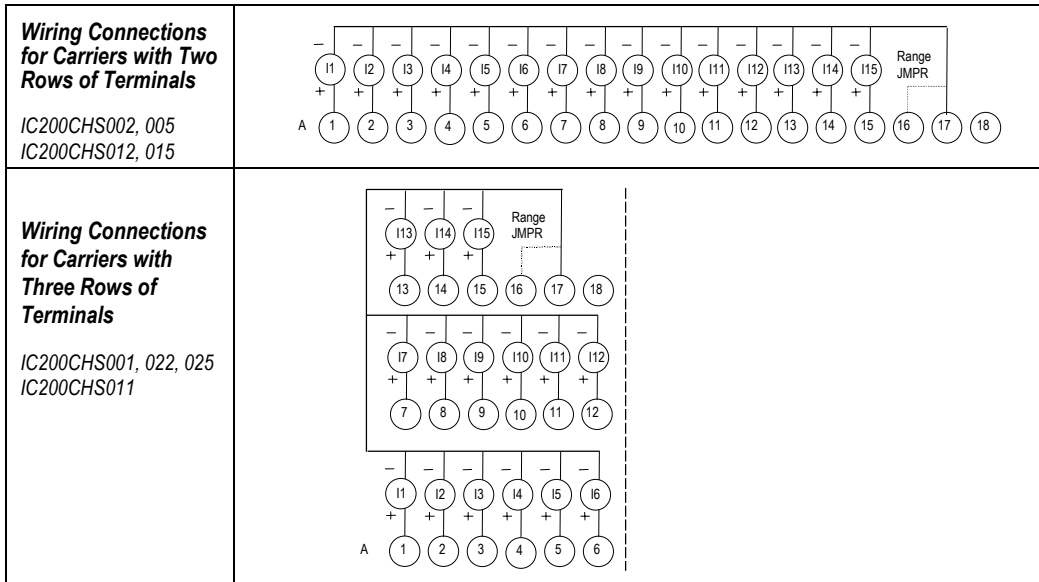 Wiring Connections
for Carriers with Two
Rows of Terminals
IC200CHS002, 005
IC200CHS012, 015
– – – – – – – – – – – – – – –
I1 I2 I3 I4 I5 I6 I7 I8 I9 I10 I11 I12 I13 I14 I15
Range
JMPR
+ + + + + + + + + + + + + + +
A 1 2 3 4 5 6 7 8 9 10 11 12 13 14 15 16 17 18
Wiring Connections
for Carriers with
Three Rows of
Terminals
IC200CHS001, 022, 025
IC200CHS011
– – –
I13 I14 I15
Range
JMPR
+ + +
13 14 15 16 17 18
– – – – – –
I7 I8 I9 I10 I11 I12
+ + + + + +
7 8 9 10 11 12
– – – – – –
I1 I2 I3 I4 I5 I6
+ + + + + +
A 1 2 3 4 5 6